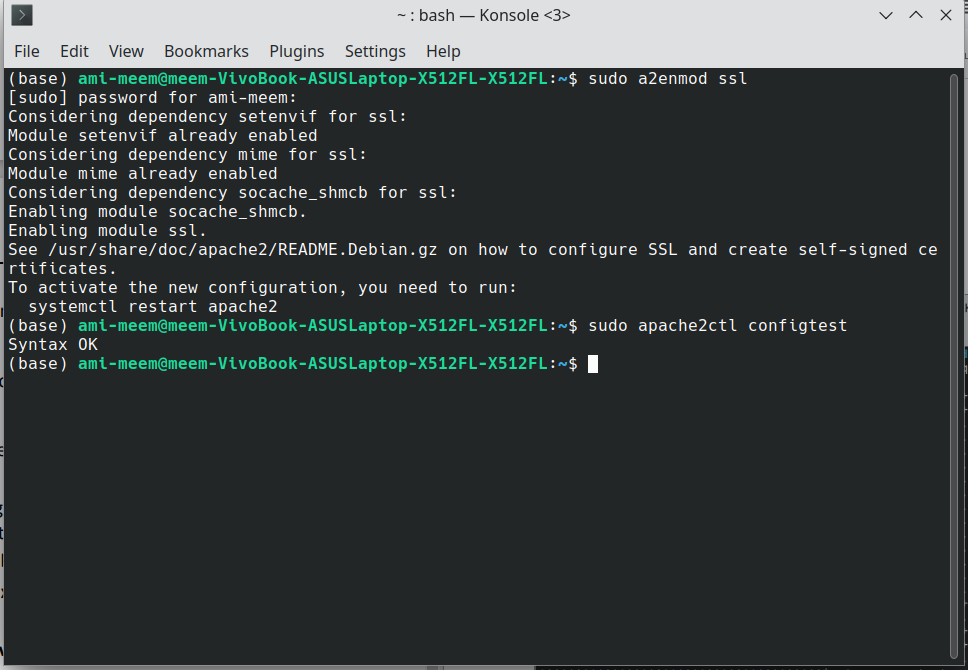 ~ : bash — Konsole <3>
File Edit View Bookmarks Plugins Settings Help
(base) ami-meem@meem-VivoBook-ASUSLaptop-X512FL-X512FL:~$ sudo a2enmod ssl
[sudo] password for ami-meem:
Considering dependency setenvif for ssl:
Module setenvif already enabled
Considering dependency mime for ssl:
Module mime already enabled
Considering dependency socache_shmcb for ssl:
Enabling module socache_shmcb.
Enabling module ssl.
See /usr/share/doc/apache2/README.Debian.gz on how to configure SSL and create self-signed ce
rtificates.
To activate the new configuration, you need to run:
  systemctl restart apache2
(base) ami-meem@meem-VivoBook-ASUSLaptop-X512FL-X512FL:~$ sudo apache2ctl configtest
Syntax OK
(base) ami-meem@meem-VivoBook-ASUSLaptop-X512FL-X512FL:~$